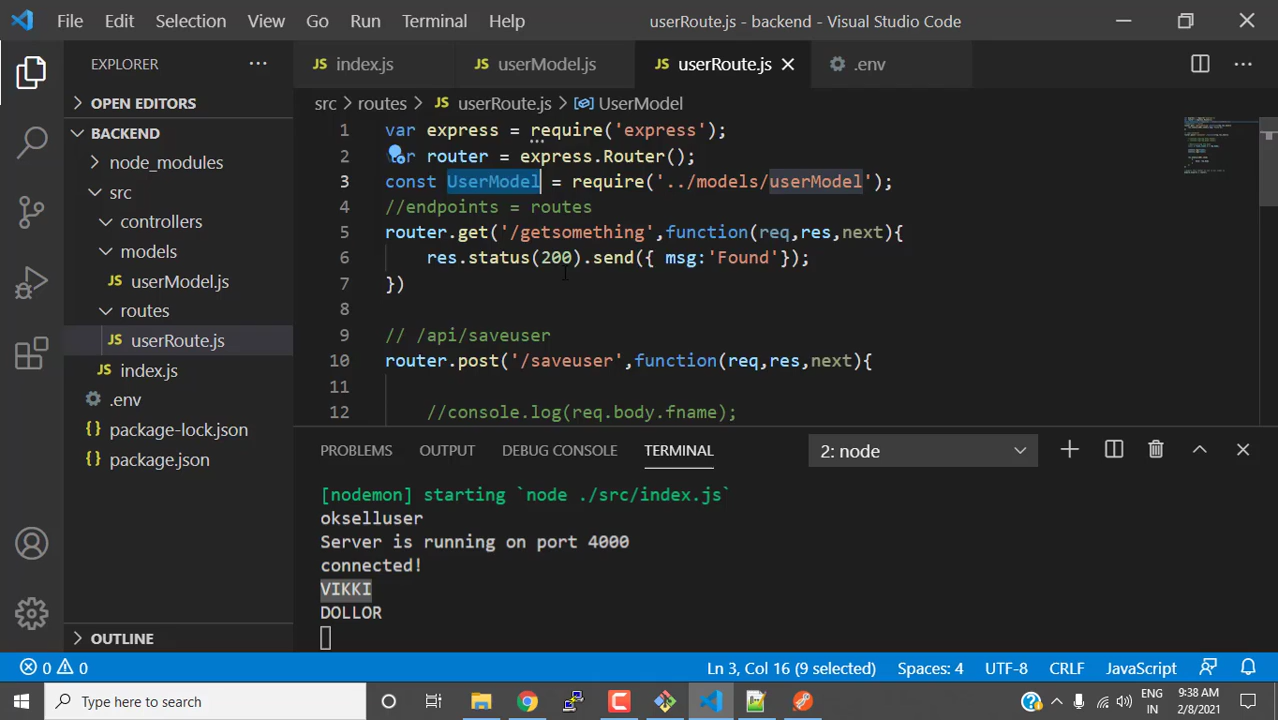 File Edit Selection View Go Run Terminal Help userRoute.js - backend - Visual Studio Code
EXPLORER
OPEN EDITORS
BACKEND
node_modules
src
controllers
models
JS userModel.js
routes
JS userRoute.js
JS index.js
.env
{} package-lock.json
{} package.json
OUTLINE
JS index.js JS userModel.js JS userRoute.js .env
src > routes > JS userRoute.js > UserModel
1 var express = require('express');
2 var router = express.Router();
3 const UserModel = require('../models/userModel');
4 //endpoints = routes
5 router.get('/getsomething',function(req,res,next){
6 res.status(200).send({ msg:'Found'});
7 })
8
9 // /api/saveuser
10 router.post('/saveuser',function(req,res,next){
11
12 //console.log(req.body.fname);
PROBLEMS OUTPUT DEBUG CONSOLE TERMINAL 2: node
[nodemon] starting `node ./src/index.js`
okselluser
Server is running on port 4000
connected!
VIKKI
DOLLOR
0 0 Ln 3, Col 16 (9 selected) Spaces: 4 UTF-8 CRLF JavaScript
Type here to search
ENG
IN
9:38 AM
2/8/2021